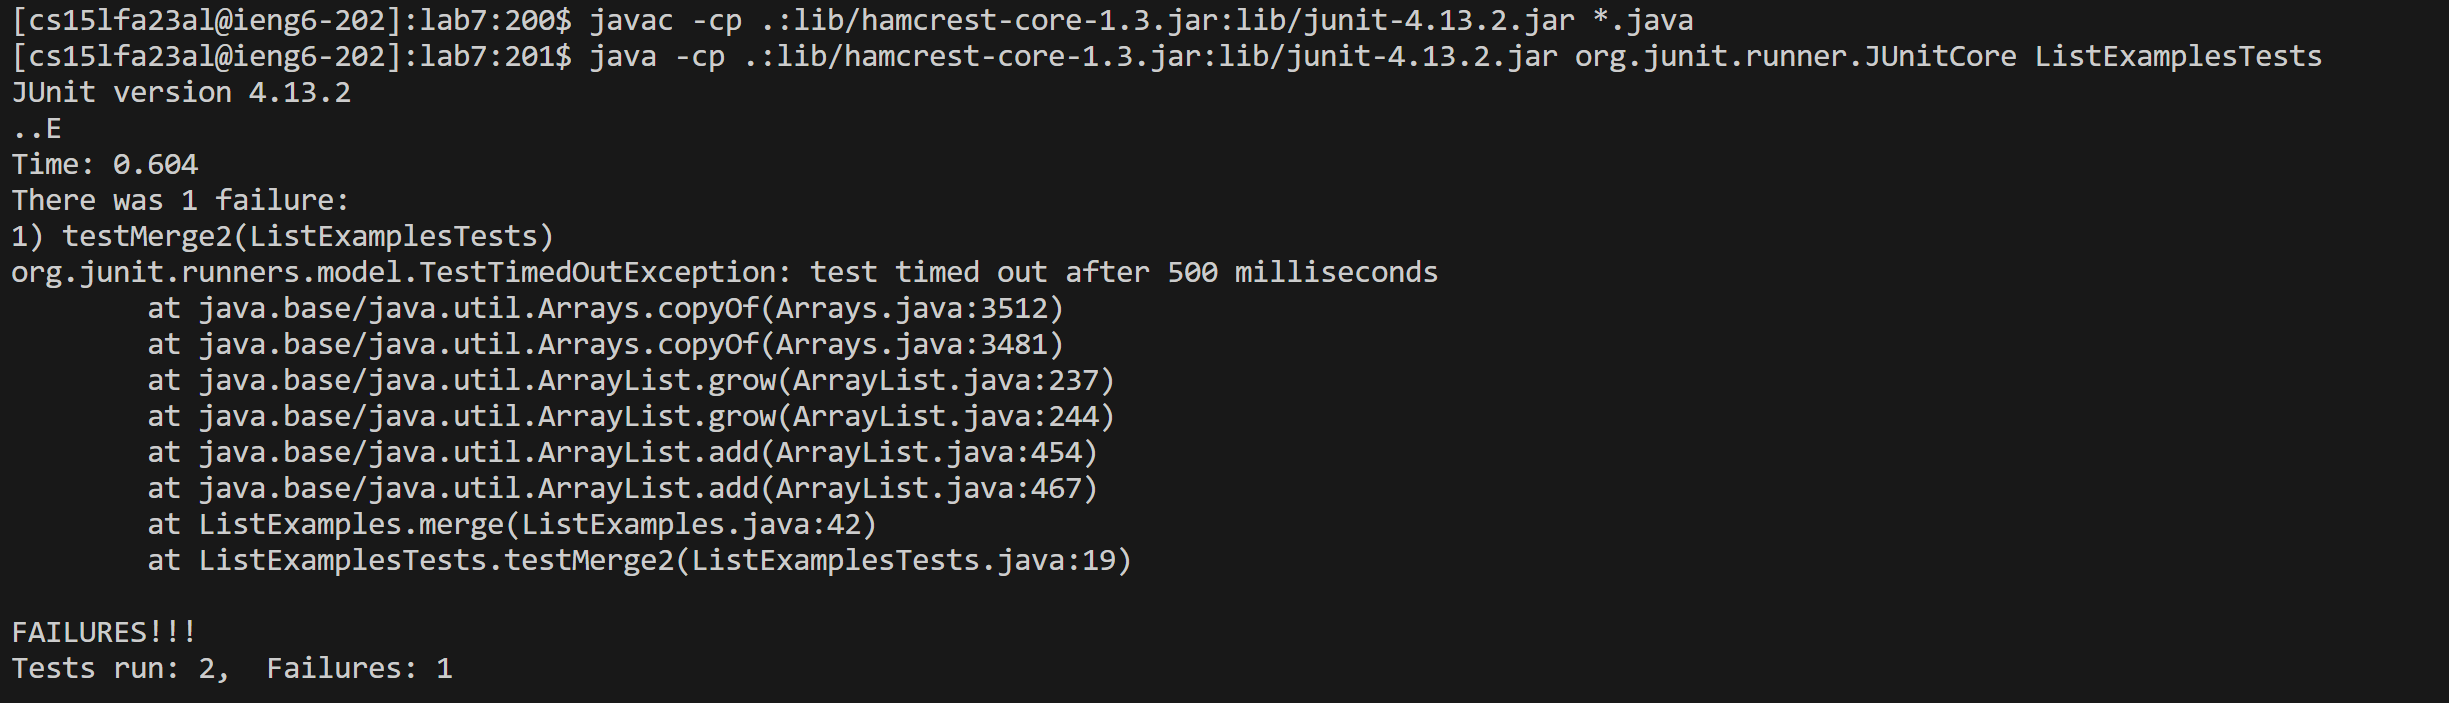 [cs15lfa23al@ieng6-202]:lab7:200$ javac -cp .:lib/hamcrest-core-1.3.jar:lib/junit-4.13.2.jar *.java
[cs15lfa23al@ieng6-202]:lab7:201$ java -cp .:lib/hamcrest-core-1.3.jar:lib/junit-4.13.2.jar org.junit.runner.JUnitCore ListExamplesTests
JUnit version 4.13.2
..E
Time: 0.604
There was 1 failure:
1) testMerge2(ListExamplesTests)
org.junit.runners.model.TestTimedOutException: test timed out after 500 milliseconds
        at java.base/java.util.Arrays.copyOf(Arrays.java:3512)
        at java.base/java.util.Arrays.copyOf(Arrays.java:3481)
        at java.base/java.util.ArrayList.grow(ArrayList.java:237)
        at java.base/java.util.ArrayList.grow(ArrayList.java:244)
        at java.base/java.util.ArrayList.add(ArrayList.java:454)
        at java.base/java.util.ArrayList.add(ArrayList.java:467)
        at ListExamples.merge(ListExamples.java:42)
        at ListExamplesTests.testMerge2(ListExamplesTests.java:19)

FAILURES!!!
Tests run: 2,  Failures: 1